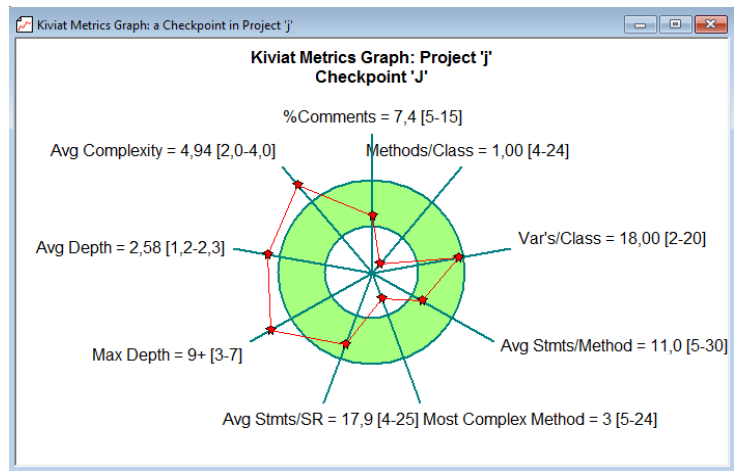 Kiviat Metrics Graph: a Checkpoint in Project 'j'
Kiviat Metrics Graph: Project 'j'
Checkpoint 'J'
%Comments = 7,4 [5-15]
Avg Complexity = 4,94 [2,0-4,0]
Methods/Class = 1,00 [4-24]
Avg Depth = 2,58 [1,2-2,3]
Var's/Class = 18,00 [2-20]
Max Depth = 9+ [3-7]
Avg Stmts/Method = 11,0 [5-30]
Avg Stmts/SR = 17,9 [4-25]
Most Complex Method = 3 [5-24]